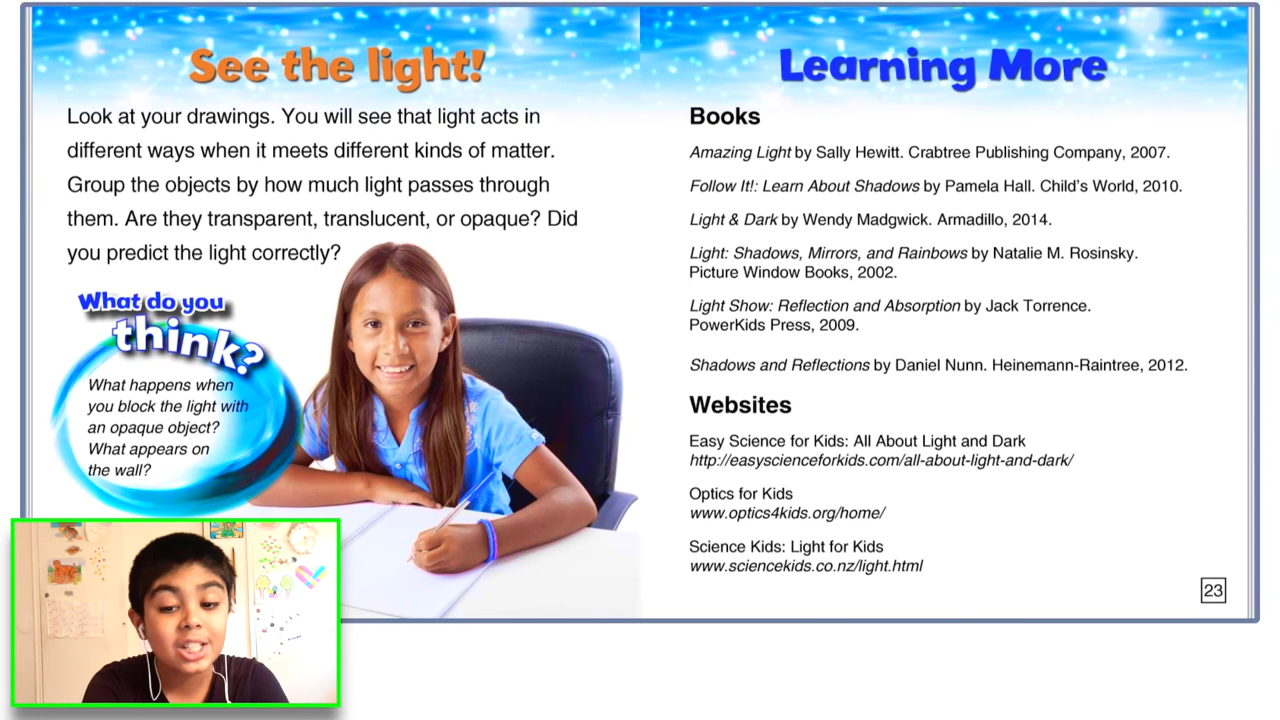 See the light!
Look at your drawings. You will see that light acts in
different ways when it meets different kinds of matter.
Group the objects by how much light passes through
them. Are they transparent, translucent, or opaque? Did
you predict the light correctly?
What do you
think?
What happens when
you block the light with
an opaque object?
What appears on
the wall?
Learning More
Books
Amazing Light by Sally Hewitt. Crabtree Publishing Company, 2007.
Follow It!: Learn About Shadows by Pamela Hall. Child's World, 2010.
Light & Dark by Wendy Madgwick. Armadillo, 2014.
Light: Shadows, Mirrors, and Rainbows by Natalie M. Rosinsky.
Picture Window Books, 2002.
Light Show: Reflection and Absorption by Jack Torrence.
PowerKids Press, 2009.
Shadows and Reflections by Daniel Nunn. Heinemann-Raintree, 2012.
Websites
Easy Science for Kids: All About Light and Dark
http://easyscienceforkids.com/all-about-light-and-dark/
Optics for Kids
www.optics4kids.org/home/
Science Kids: Light for Kids
www.sciencekids.co.nz/light.html
23